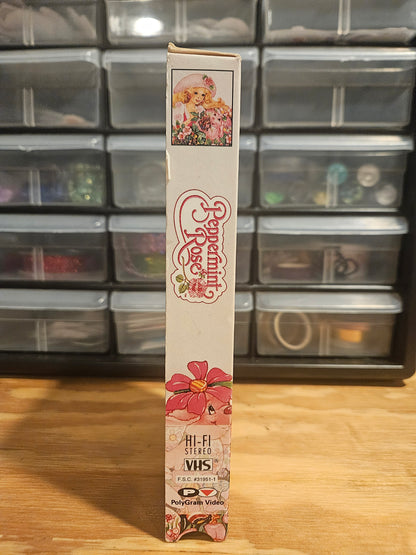 Peppermint
Rose
HI-FI
STEREO
VHS
F.S.C. #31951-1
PolyGram Video